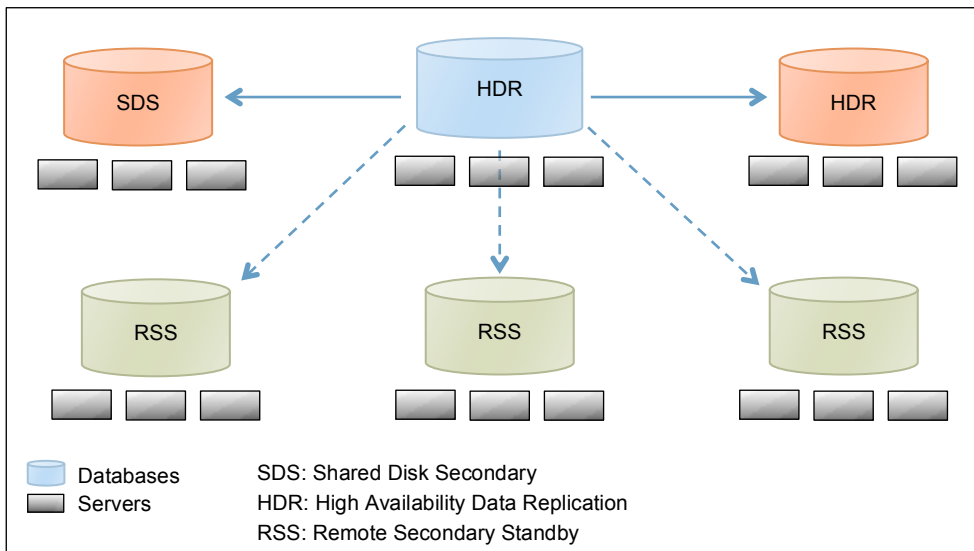 SDS
HDR
HDR
RSS
RSS
RSS
Databases
Servers
SDS: Shared Disk Secondary
HDR: High Availability Data Replication
RSS: Remote Secondary Standby